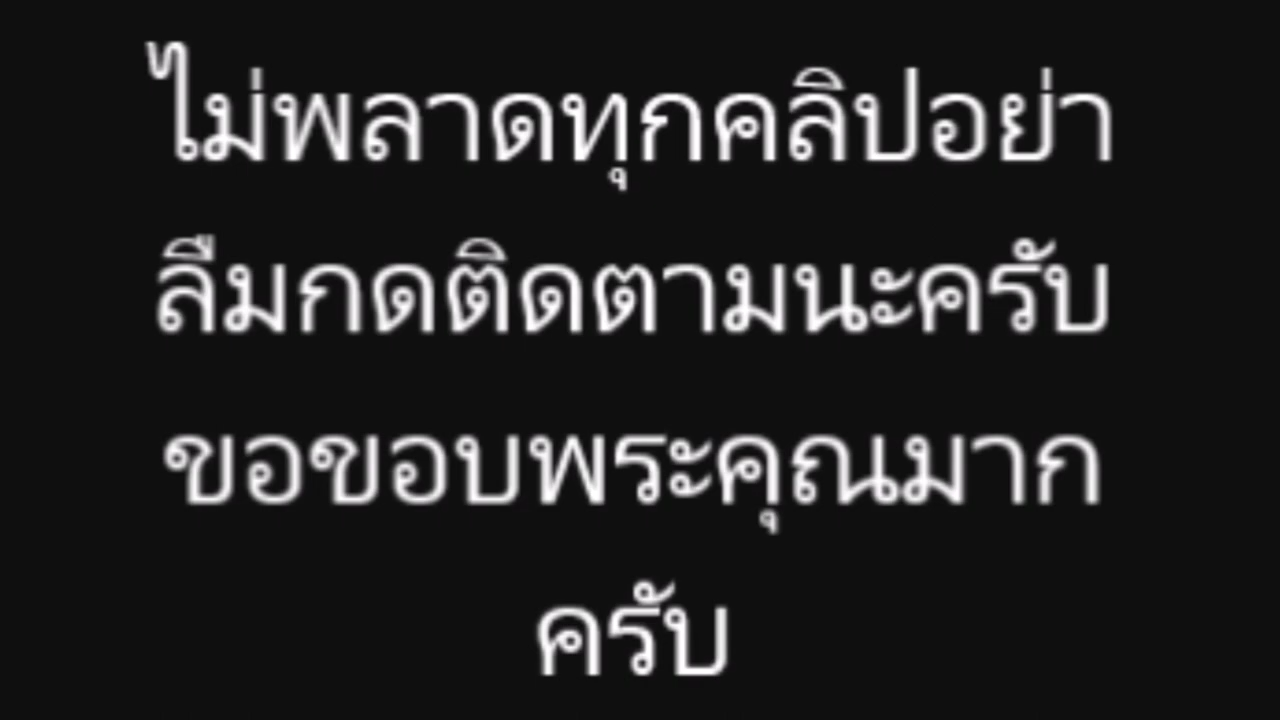 ไม่พลาดทุกคลิปอย่า
ลืมกดติดตามนะครับ
ขอขอบพระคุณมาก
ครับ